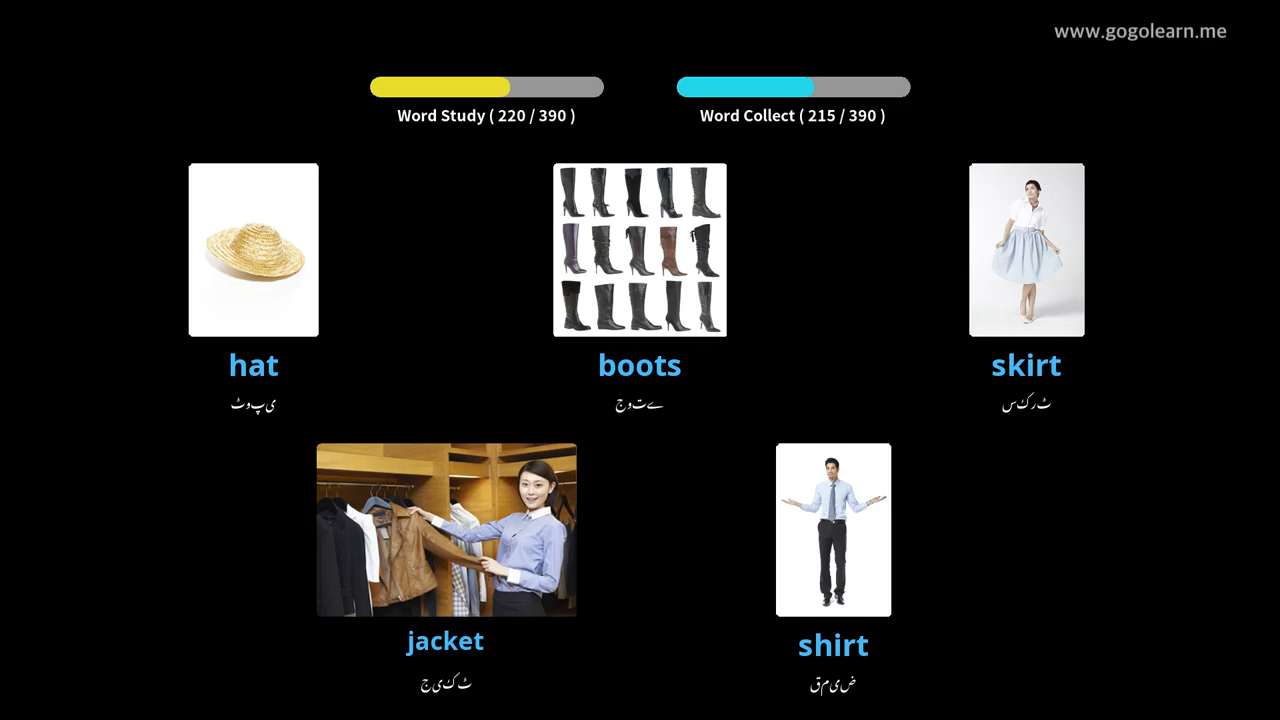 www.gogolearn.me
Word Study ( 220 / 390 )
Word Collect ( 215 / 390 )
hat
ٹوپی
boots
جوتے
skirt
سکرٹ
jacket
جیکٹ
shirt
قمیض